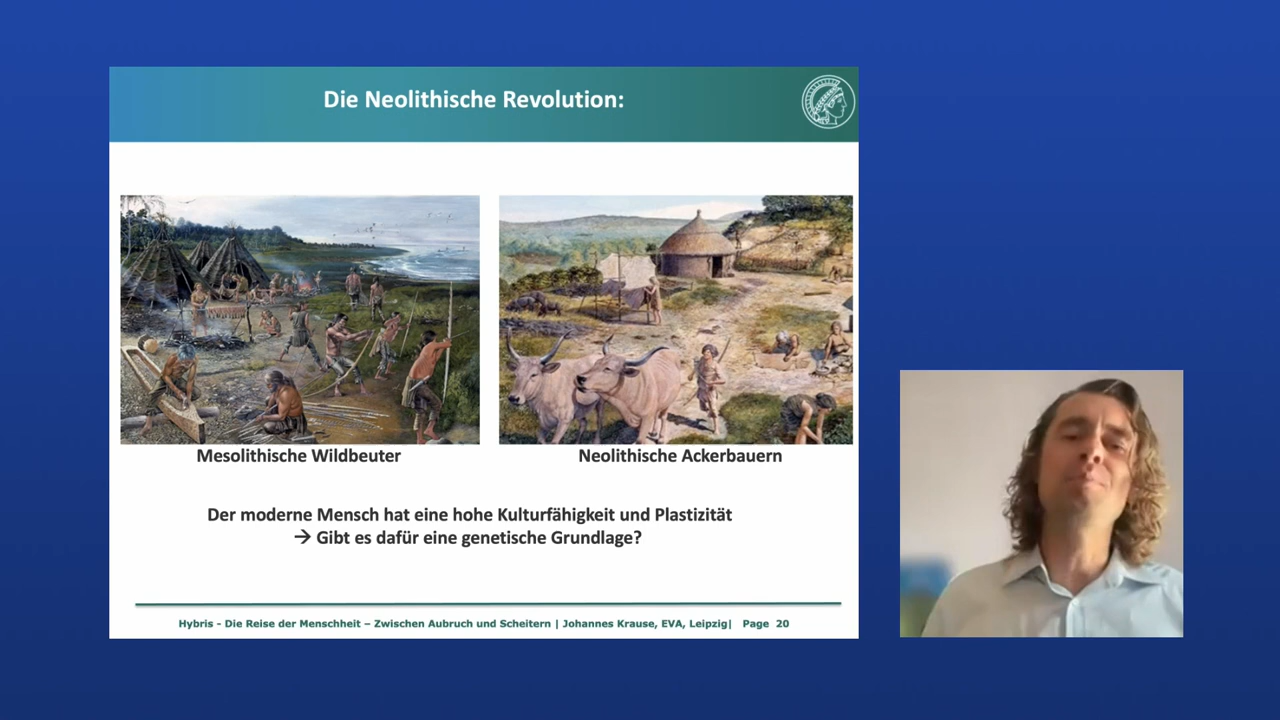 Die Neolithische Revolution:
Mesolithische Wildbeuter
Neolithische Ackerbauern
Der moderne Mensch hat eine hohe Kulturfähigkeit und Plastizität
→ Gibt es dafür eine genetische Grundlage?
Hybris - Die Reise der Menschheit – Zwischen Aubruch und Scheitern | Johannes Krause, EVA, Leipzig| Page 20